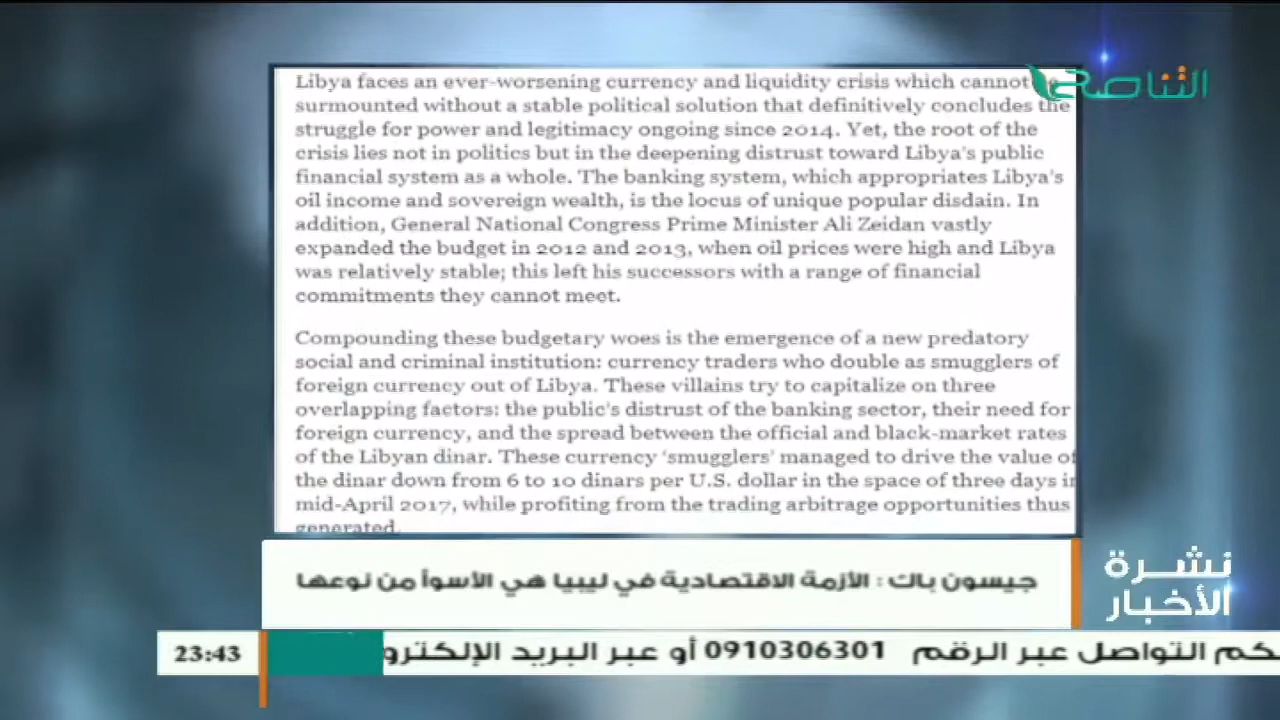 التناصح
Libya faces an ever-worsening currency and liquidity crisis which cannot be
surmounted without a stable political solution that definitively concludes the
struggle for power and legitimacy ongoing since 2014. Yet, the root of the
crisis lies not in politics but in the deepening distrust toward Libya's public
financial system as a whole. The banking system, which appropriates Libya's
oil income and sovereign wealth, is the locus of unique popular disdain. In
addition, General National Congress Prime Minister Ali Zeidan vastly
expanded the budget in 2012 and 2013, when oil prices were high and Libya
was relatively stable; this left his successors with a range of financial
commitments they cannot meet.
Compounding these budgetary woes is the emergence of a new predatory
social and criminal institution: currency traders who double as smugglers of
foreign currency out of Libya. These villains try to capitalize on three
overlapping factors: the public's distrust of the banking sector, their need for
foreign currency, and the spread between the official and black-market rates
of the Libyan dinar. These currency ‘smugglers’ managed to drive the value of
the dinar down from 6 to 10 dinars per U.S. dollar in the space of three days in
mid-April 2017, while profiting from the trading arbitrage opportunities thus
generated.
جيسون باك : الأزمة الاقتصادية في ليبيا هي الأسوأ من نوعها
نشرة
الأخبار
كم التواصل عبر الرقم 0910306301 أو عبر البريد الإلكترو
23:43